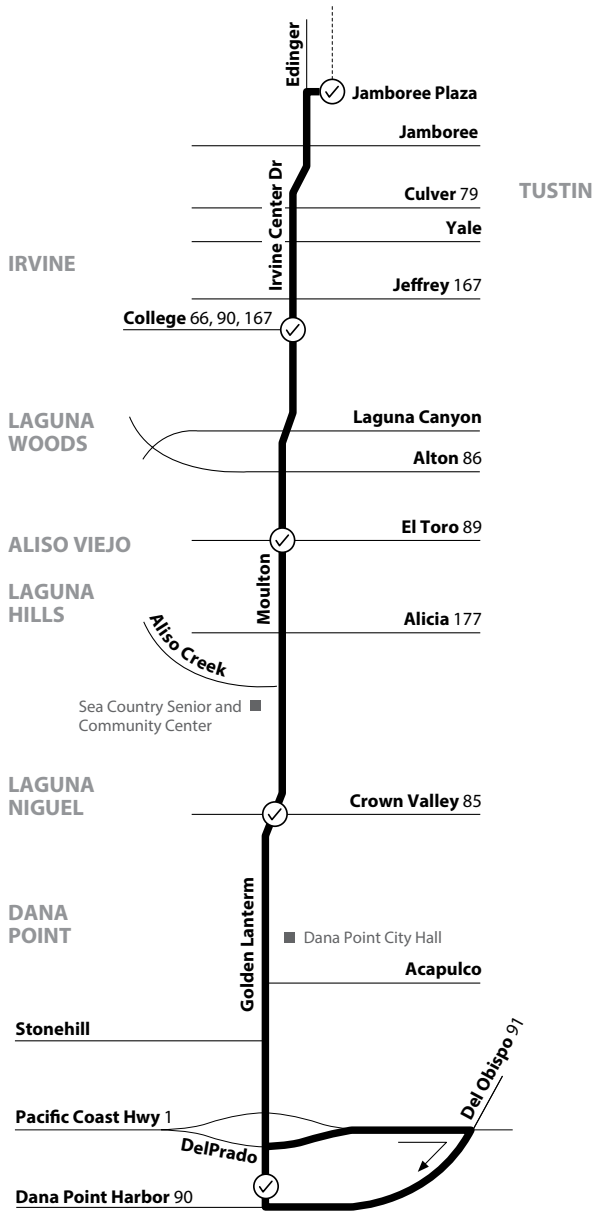 Edinger
Jamboree Plaza
Jamboree
TUSTIN
Culver 79
Irvine Center Dr
Yale
IRVINE
Jeffrey 167
College 66, 90, 167
LAGUNA
WOODS
Laguna Canyon
Alton 86
El Toro 89
ALISO VIEJO
Moulton
LAGUNA
HILLS
Alicia 177
Aliso Creek
Sea Country Senior and
Community Center
LAGUNA
NIGUEL
Crown Valley 85
DANA
POINT
Golden Lanterm
Dana Point City Hall
Acapulco
Stonehill
Del Obispo 91
Pacific Coast Hwy 1
DelPrado
Dana Point Harbor 90